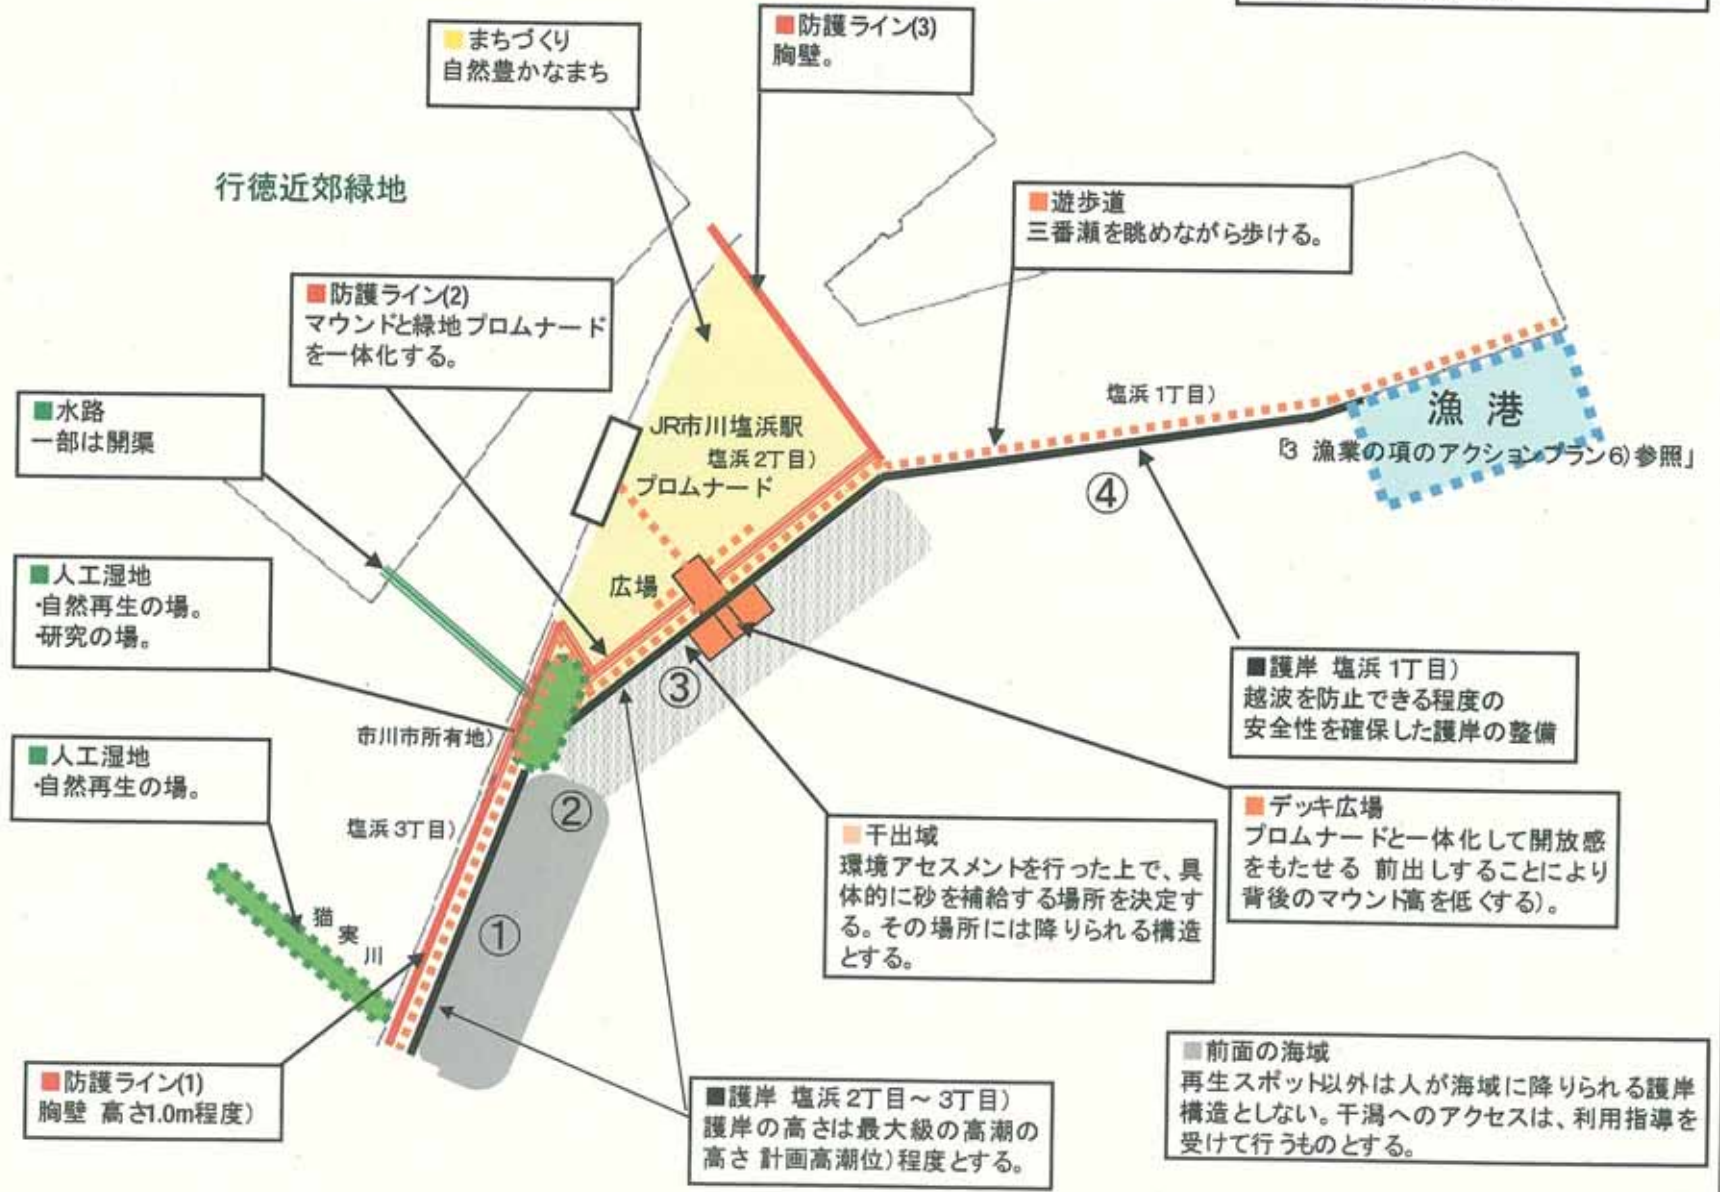 ■まちづくり
自然豊かなまち
■防護ライン(3)
胸壁。
行徳近郊緑地
■遊歩道
三番瀬を眺めながら歩ける。
■防護ライン(2)
マウンドと緑地プロムナード
を一体化する。
■水路
一部は開渠
JR市川塩浜駅
塩浜2丁目)
プロムナード
塩浜1丁目)
漁港
「3 漁業の項のアクションプラン6)参照」
④
■人工湿地
・自然再生の場。
・研究の場。
広場
③
■護岸 塩浜1丁目)
越波を防止できる程度の
安全性を確保した護岸の整備
市川市所有地)
■人工湿地
・自然再生の場。
②
塩浜3丁目)
■干出域
環境アセスメントを行った上で、具
体的に砂を補給する場所を決定す
る。その場所には降りられる構造
とする。
■デッキ広場
プロムナードと一体化して開放感
をもたせる 前出しすることにより
背後のマウンド高を低くする)。
猫実川
①
■防護ライン(1)
胸壁 高さ1.0m程度)
■護岸 塩浜2丁目~3丁目)
護岸の高さは最大級の高潮の
高さ 計画高潮位)程度とする。
■前面の海域
再生スポット以外は人が海域に降りられる護岸
構造としない。干潟へのアクセスは、利用指導を
受けて行うものとする。